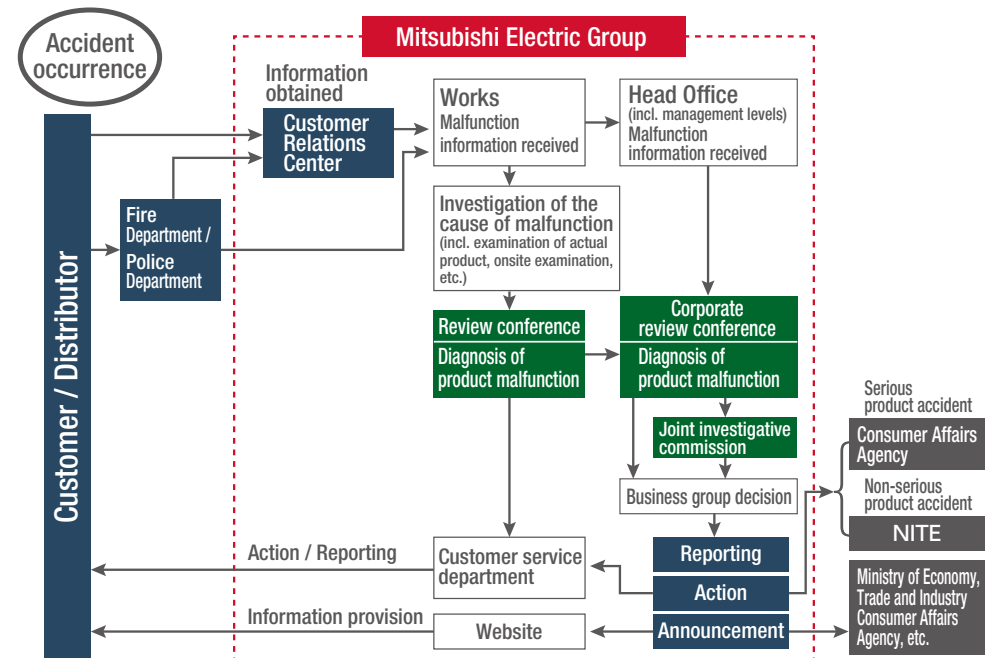 Accident
occurrence
Mitsubishi Electric Group
Information
obtained
Customer
Relations
Center
Works
Malfunction
information received
Head Office
(incl. management levels)
Malfunction
information received
Customer / Distributor
Fire
Department /
Police
Department
Investigation of the
cause of malfunction
(incl. examination of actual
product, onsite examination,
etc.)
Review conference
Diagnosis of
product malfunction
Corporate
review conference
Diagnosis of
product malfunction
Joint investigative
commission
Business group decision
Serious
product accident
Consumer Affairs
Agency
Non-serious
product accident
NITE
Action / Reporting
Customer service
department
Reporting
Action
Announcement
Information provision
Website
Ministry of Economy,
Trade and Industry
Consumer Affairs
Agency, etc.